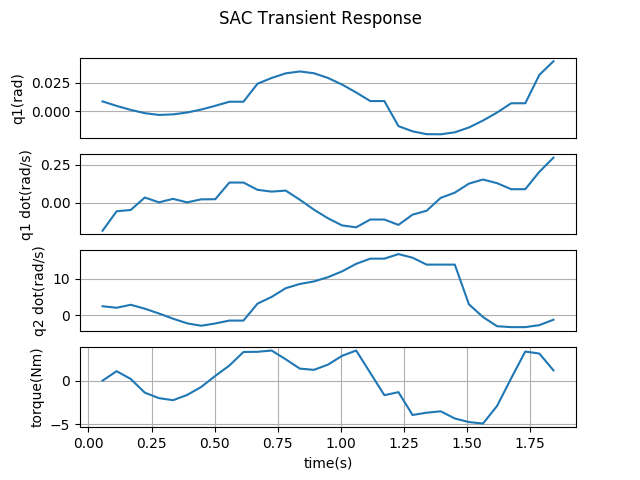 SAC Transient Response
0.025
0.000
q1(rad)
0.25
0.00
q1 dot(rad/s)
10
0
q2 dot(rad/s)
0
−5
torque(Nm)
0.00 0.25 0.50 0.75 1.00 1.25 1.50 1.75
time(s)